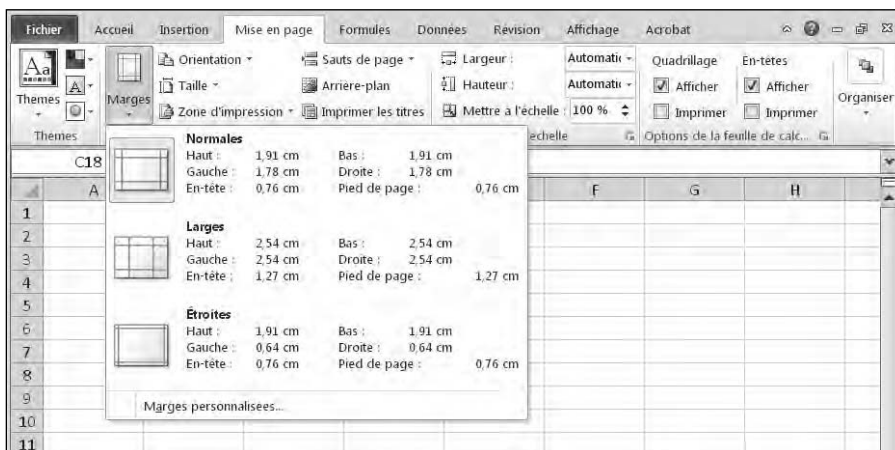 Fichier Accueil Insertion Mise en page Formules Données Révision Affichage Acrobat
Orientation Sauts de page Largeur : Automatic Quadrillage En-têtes
Taille Arrière-plan Hauteur : Automatic Afficher Afficher
Thèmes Marges Zone d'impression Imprimer les titres Mettre à l'échelle : 100 % Imprimer Imprimer Organiser
Thèmes échelle Options de la feuille de calc...
C18
Normales
Haut : 1,91 cm Bas : 1,91 cm
Gauche : 1,78 cm Droite : 1,78 cm
En-tête : 0,76 cm Pied de page : 0,76 cm
Larges
Haut : 2,54 cm Bas : 2,54 cm
Gauche : 2,54 cm Droite : 2,54 cm
En-tête : 1,27 cm Pied de page : 1,27 cm
Étroites
Haut : 1,91 cm Bas : 1,91 cm
Gauche : 0,64 cm Droite : 0,64 cm
En-tête : 0,76 cm Pied de page : 0,76 cm
Marges personnalisées...
A F G H
1
2
3
4
5
6
7
8
9
10
11